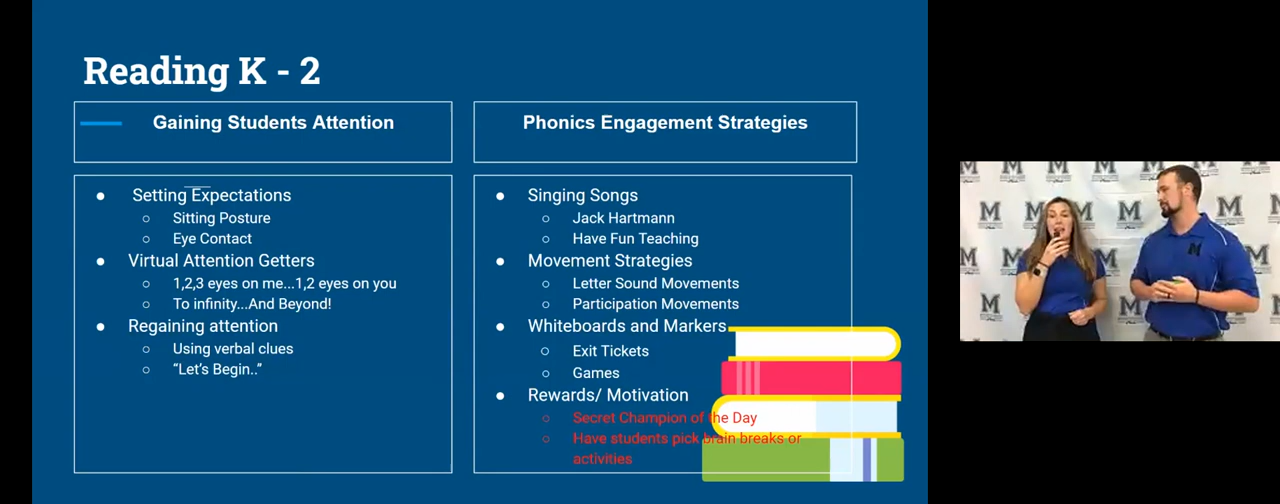 Reading K - 2
Gaining Students Attention
Setting Expectations
Sitting Posture
Eye Contact
Virtual Attention Getters
1,2,3 eyes on me...1,2 eyes on you
To infinity...And Beyond!
Regaining attention
Using verbal clues
“Let’s Begin..”
Phonics Engagement Strategies
Singing Songs
Jack Hartmann
Have Fun Teaching
Movement Strategies
Letter Sound Movements
Participation Movements
Whiteboards and Markers
Exit Tickets
Games
Rewards/ Motivation
Secret Champion of the Day
Have students pick brain breaks or
activities
M